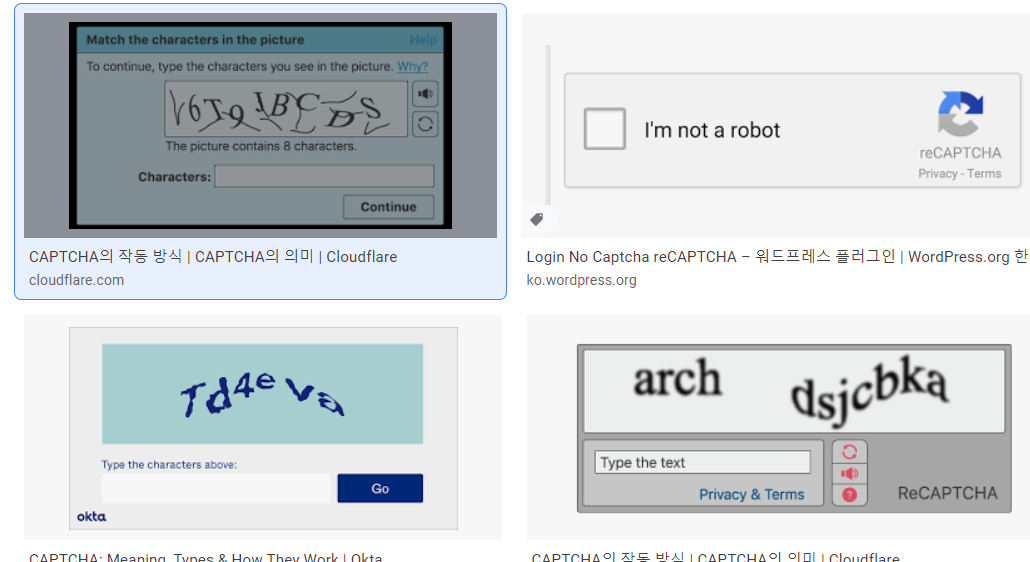 Match the characters in the picture
Help
To continue, type the characters you see in the picture. Why?
The picture contains 8 characters.
Characters:
Continue
CAPTCHA의 작동 방식 | CAPTCHA의 의미 | Cloudflare
cloudflare.com
I'm not a robot
reCAPTCHA
Privacy - Terms
Login No Captcha reCAPTCHA – 워드프레스 플러그인 | WordPress.org 한
ko.wordpress.org
Td4eva
Type the characters above:
Go
okta
CAPTCHA: Meaning, Types & How They Work | Okta
arch dsjcbka
Type the text
Privacy & Terms
ReCAPTCHA
CAPTCHA의 작동 방식 | CAPTCHA의 의미 | Cloudflare